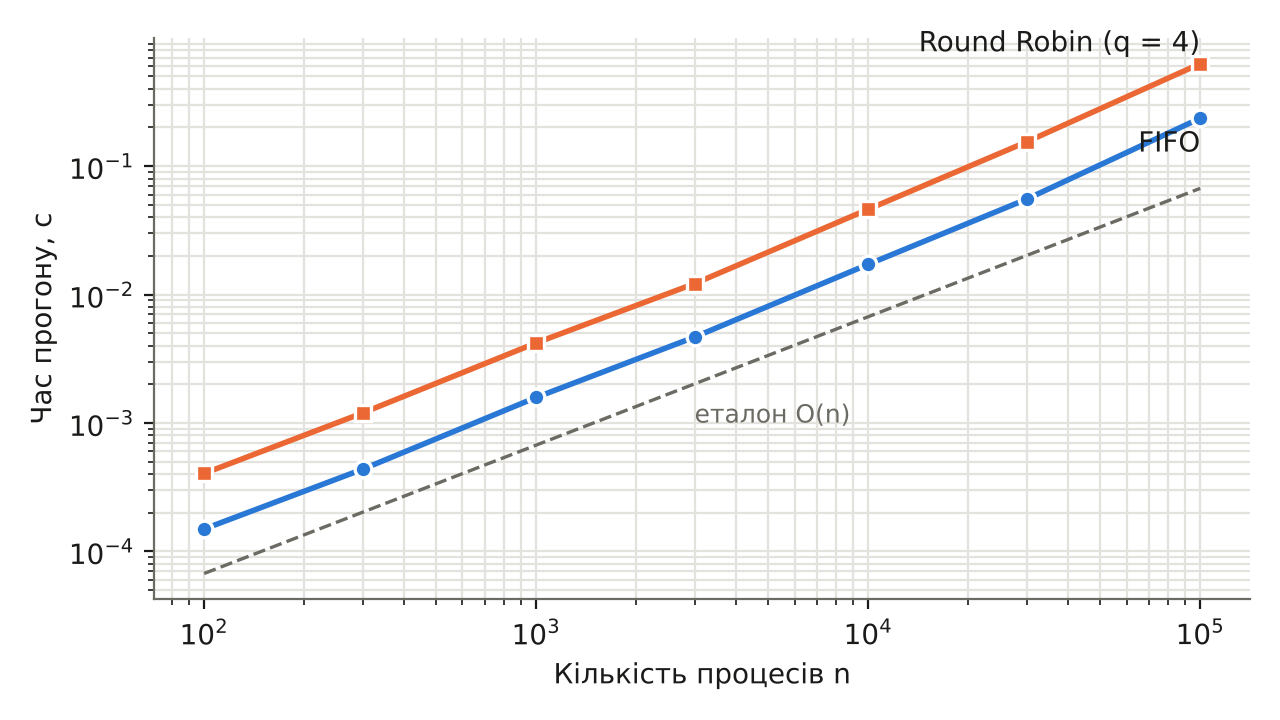 Round Robin (q = 4)
FIFO
еталон O(n)
Час прогону, с
10⁻¹
10⁻²
10⁻³
10⁻⁴
10² 10³ 10⁴ 10⁵
Кількість процесів n